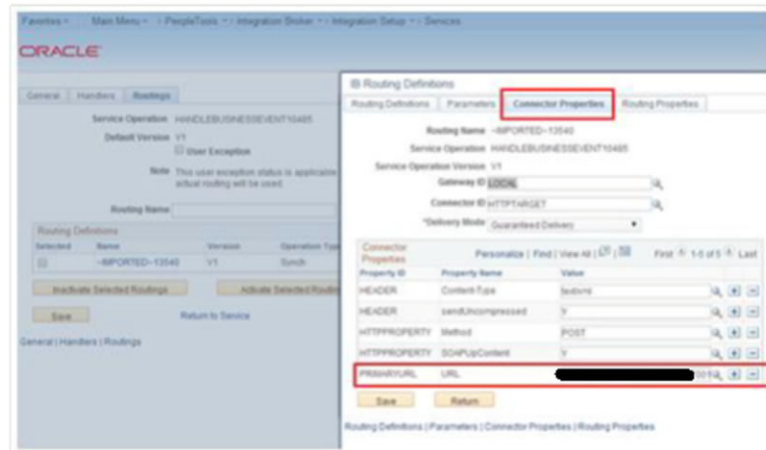 Favorites Main Menu > PeopleTools > Integration Broker > Integration Setup > Services
ORACLE
General Handlers Routings
Service Operation HANDLEBUSINESSEVENT10485
Default Version V1
User Exception
Note This user exception status is applicable
actual routing will be used.
Routing Name
Routing Definitions
Selected Name Version Operation Type
~IMPORTED~13540 V1 Synch
Inactivate Selected Routings Activate Selected Routin
Save Return to Service
General | Handlers | Routings
Routing Definitions
Routing Definitions Parameters Connector Properties Routing Properties
Routing Name ~IMPORTED~13540
Service Operation HANDLEBUSINESSEVENT10485
Service Operation Version V1
Gateway ID LOCAL
Connector ID HTTPTARGET
*Delivery Mode Guaranteed Delivery
Connector Properties Personalize | Find | View All | First 1-5 of 5 Last
Property ID Property Name Value
HEADER Content-Type text/xml
HEADER sendUncompressed Y
HTTPPROPERTY Method POST
HTTPPROPERTY SOAPUpContent Y
PRIMARYURL URL
Save Return
Routing Definitions | Parameters | Connector Properties | Routing Properties